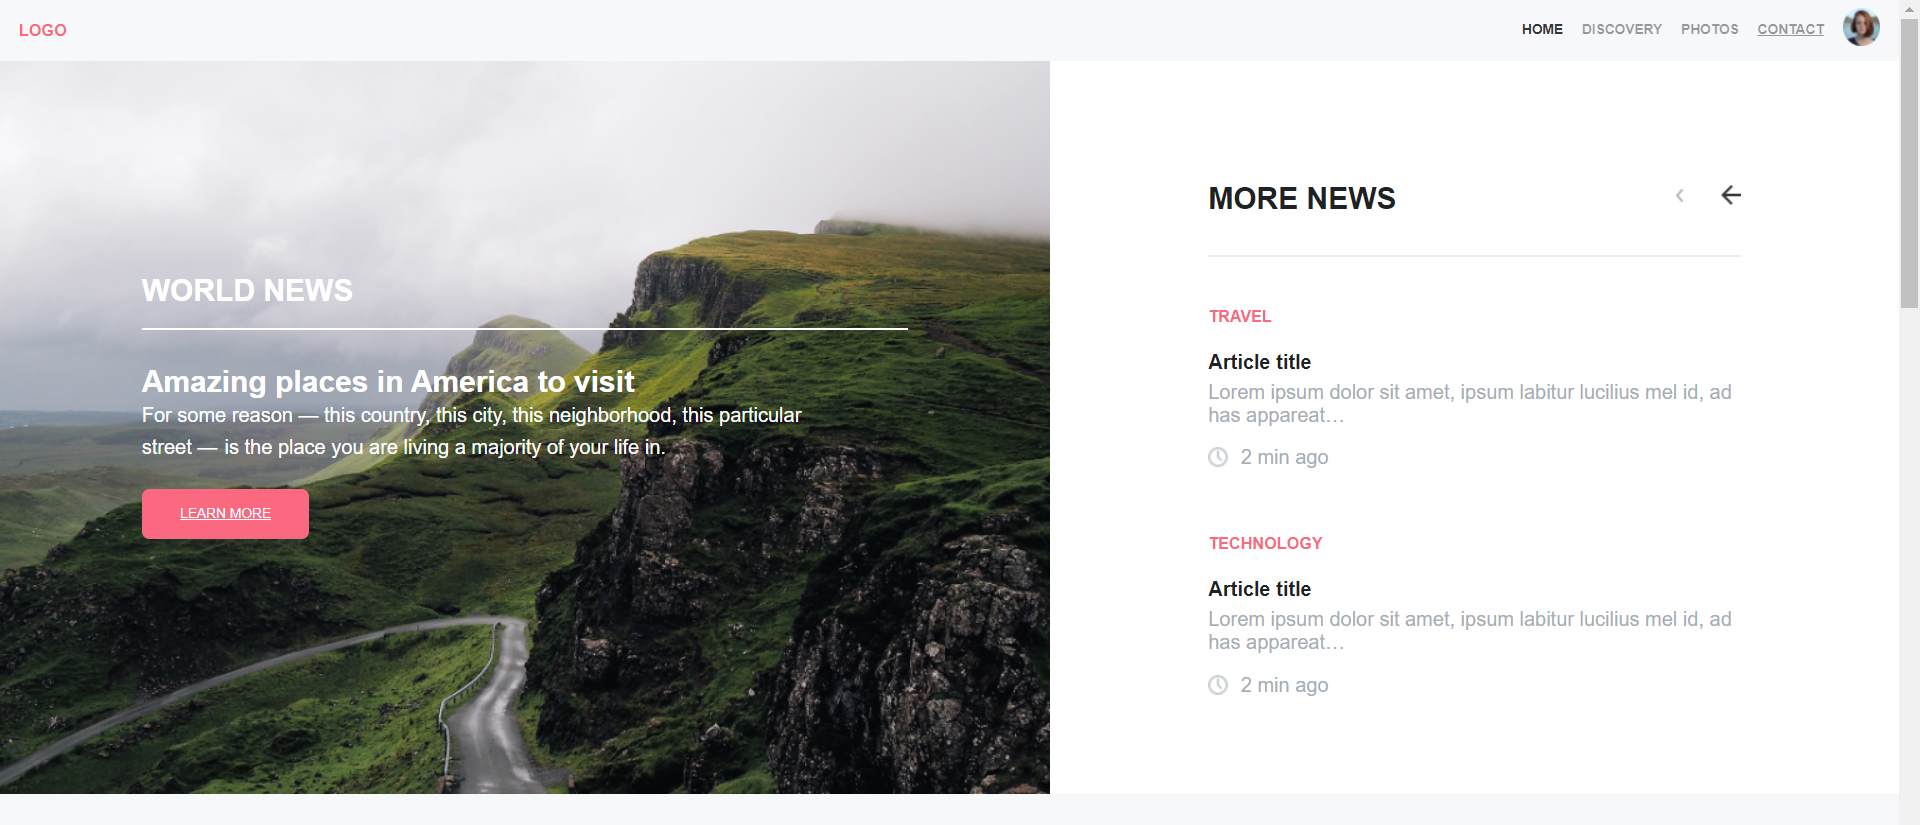 LOGO
HOME DISCOVERY PHOTOS CONTACT
WORLD NEWS
Amazing places in America to visit
For some reason — this country, this city, this neighborhood, this particular
street — is the place you are living a majority of your life in.
LEARN MORE
MORE NEWS
TRAVEL
Article title
Lorem ipsum dolor sit amet, ipsum labitur lucilius mel id, ad
has appareat…
2 min ago
TECHNOLOGY
Article title
Lorem ipsum dolor sit amet, ipsum labitur lucilius mel id, ad
has appareat…
2 min ago